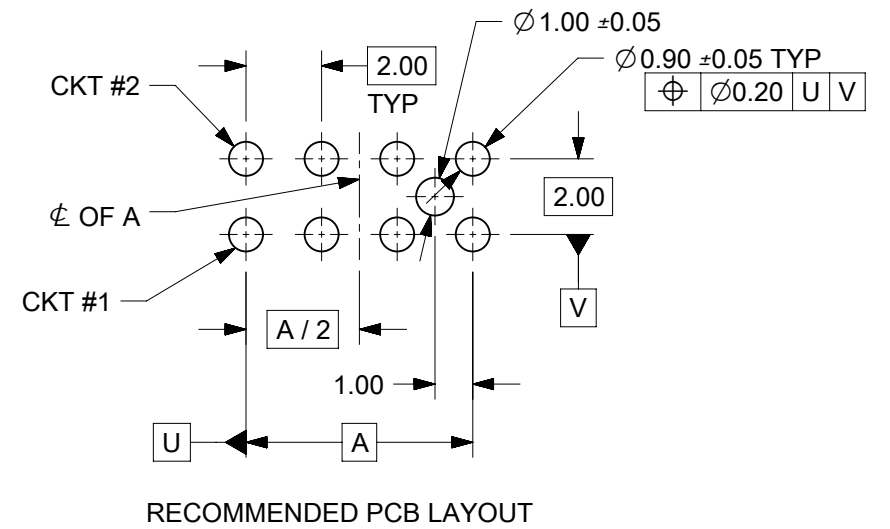 ⌀1.00 ±0.05
⌀0.90 ±0.05 TYP
⌖ ⌀0.20 U V
2.00
TYP
CKT #2
℄ OF A
2.00
CKT #1
V
A / 2
1.00
U
A
RECOMMENDED PCB LAYOUT